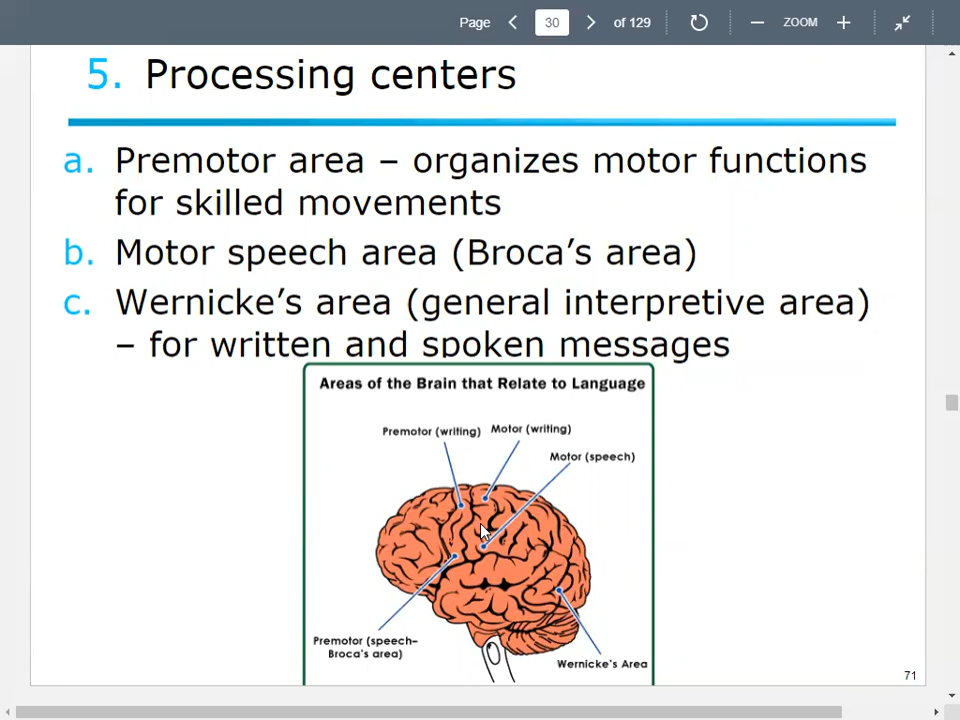 Page 30 of 129 ZOOM
5. Processing centers
a. Premotor area – organizes motor functions
for skilled movements
b. Motor speech area (Broca’s area)
c. Wernicke’s area (general interpretive area)
– for written and spoken messages
Areas of the Brain that Relate to Language
Premotor (writing) Motor (writing)
Motor (speech)
Premotor (speech–
Broca's area)
Wernicke's Area
71